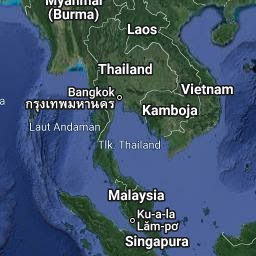 Myanmar
(Burma)
Laos
Thailand
Bangkok
กรุงเทพมหานคร
Vietnam
Kamboja
Laut Andaman
Tlk. Thailand
Malaysia
Ku-a-la
Lăm-pơ
Singapura